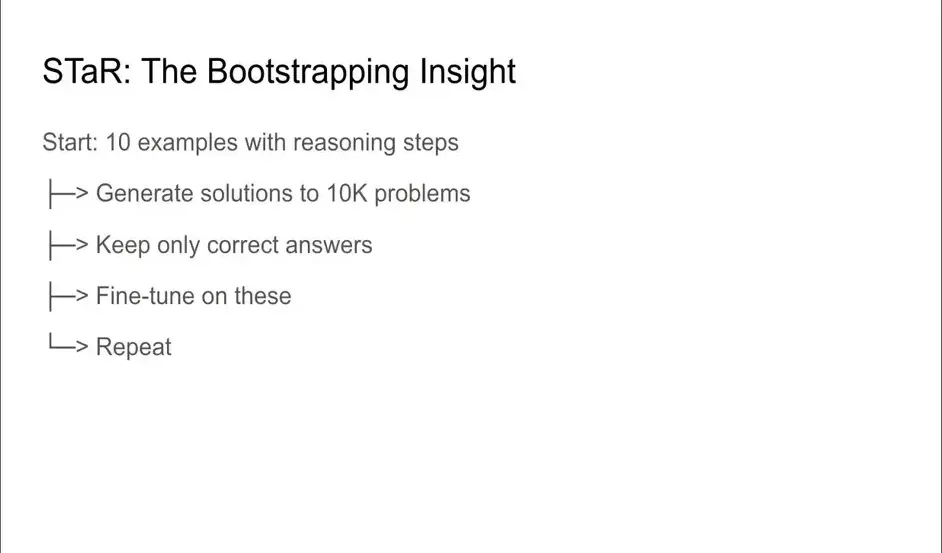 STaR: The Bootstrapping Insight
Start: 10 examples with reasoning steps
├─> Generate solutions to 10K problems
├─> Keep only correct answers
├─> Fine-tune on these
└─> Repeat